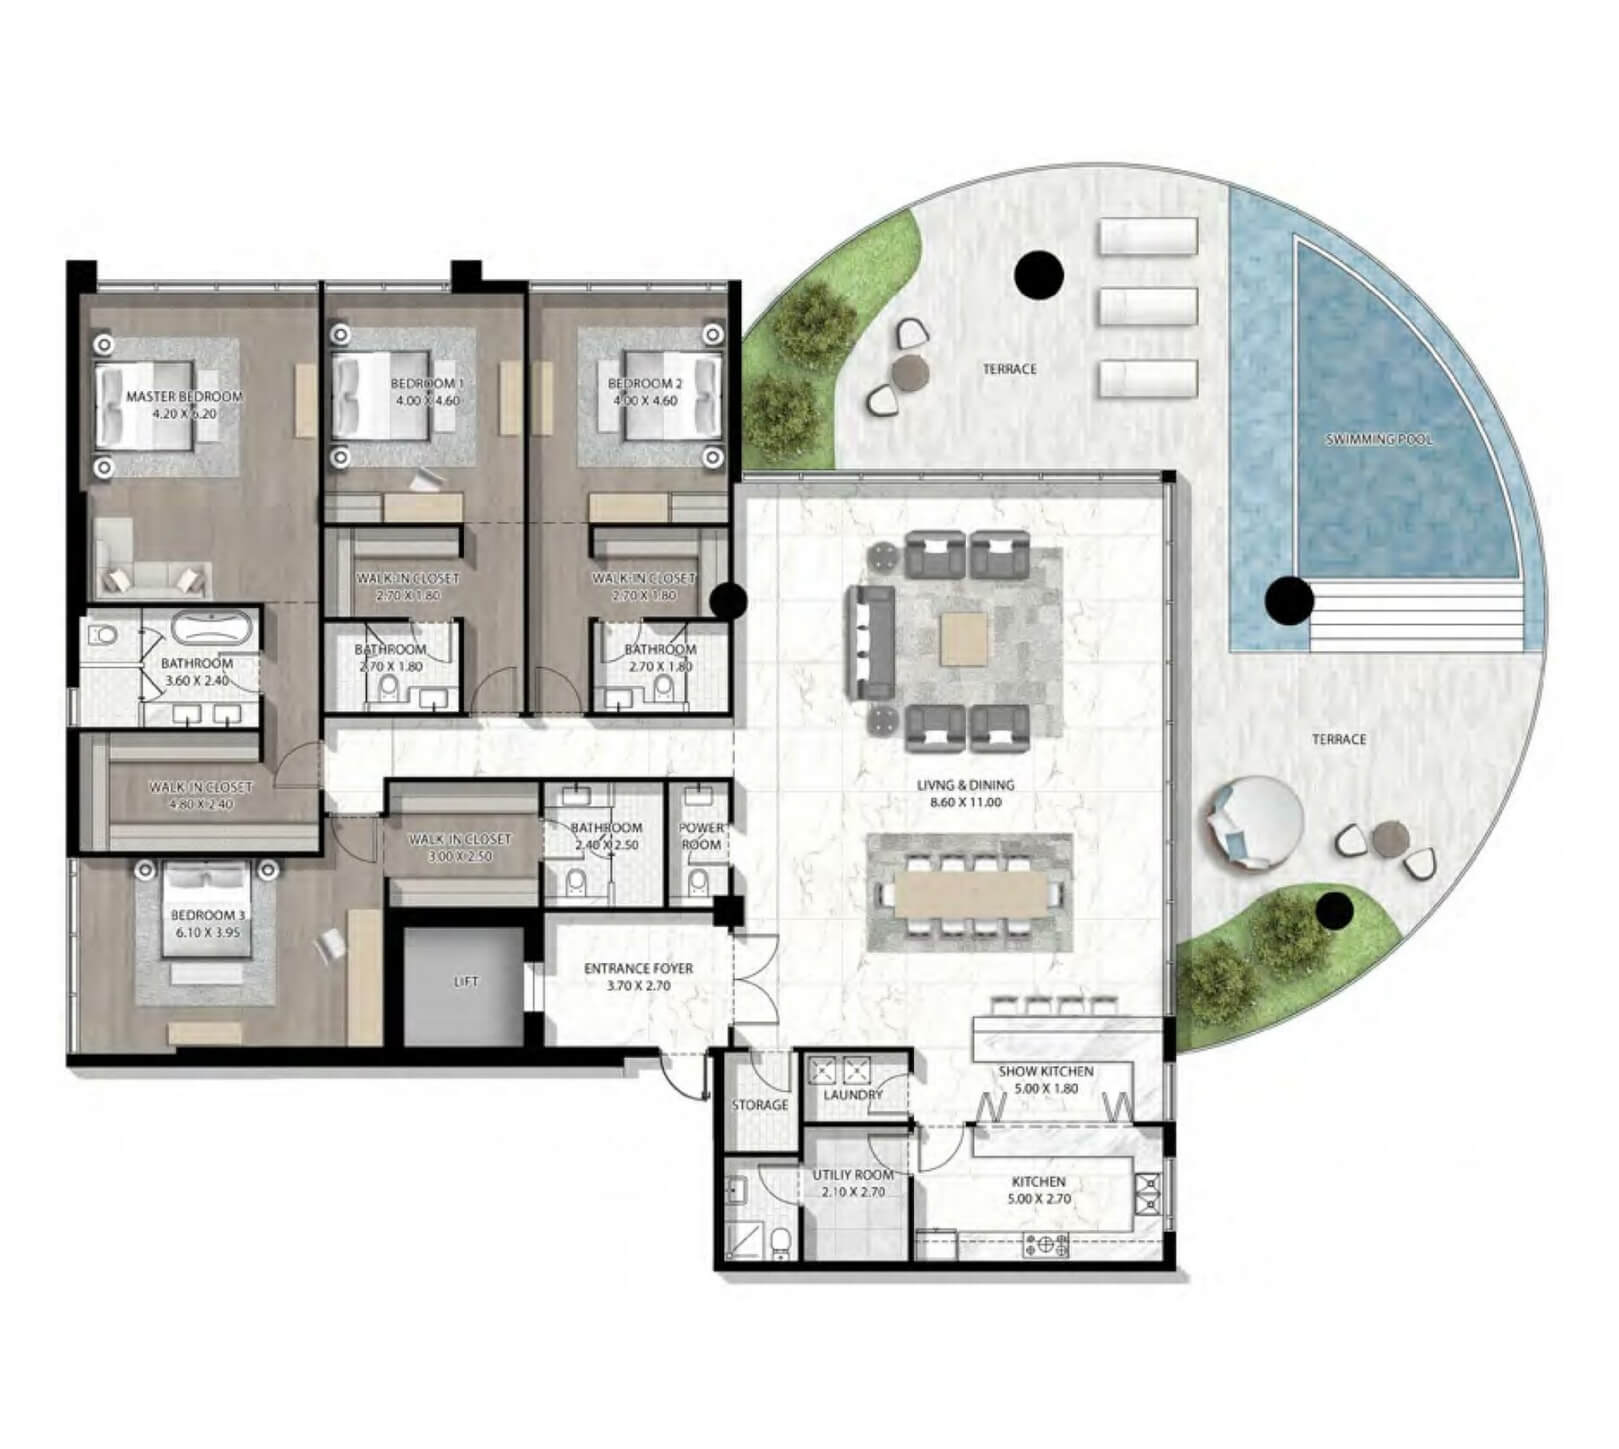 MASTER BEDROOM
4.20 X 6.20
BEDROOM 1
4.00 X 4.60
BEDROOM 2
4.00 X 4.60
TERRACE
SWIMMING POOL
WALK-IN CLOSET
2.70 X 1.80
WALK-IN CLOSET
2.70 X 1.80
BATHROOM
3.60 X 2.40
BATHROOM
2.70 X 1.80
BATHROOM
2.70 X 1.80
TERRACE
WALK IN CLOSET
4.80 X 2.40
LIVNG & DINING
8.60 X 11.00
WALK IN CLOSET
3.00 X 2.50
BATHROOM
2.40 X 2.50
POWER
ROOM
BEDROOM 3
6.10 X 3.95
LIFT
ENTRANCE FOYER
3.70 X 2.70
SHOW KITCHEN
5.00 X 1.80
STORAGE
LAUNDRY
UTILIY ROOM
2.10 X 2.70
KITCHEN
5.00 X 2.70